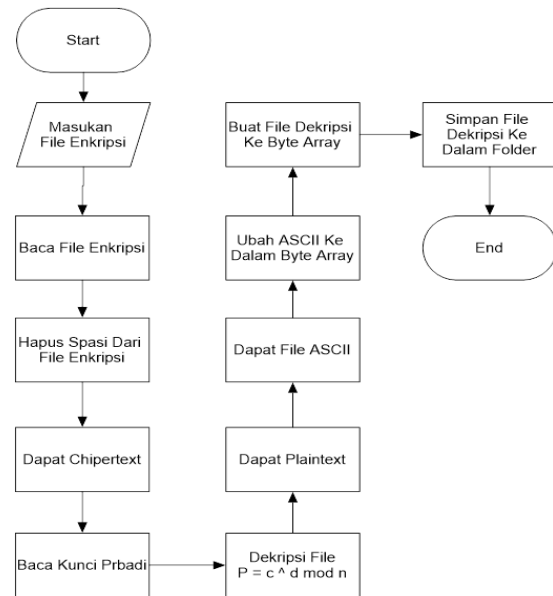 Start
Masukan
File Enkripsi
Baca File Enkripsi
Hapus Spasi Dari
File Enkripsi
Dapat Chipertext
Baca Kunci Prbadi
Dekripsi File
P = c ^ d mod n
Dapat Plaintext
Dapat File ASCII
Ubah ASCII Ke
Dalam Byte Array
Buat File Dekripsi
Ke Byte Array
Simpan File
Dekripsi Ke
Dalam Folder
End